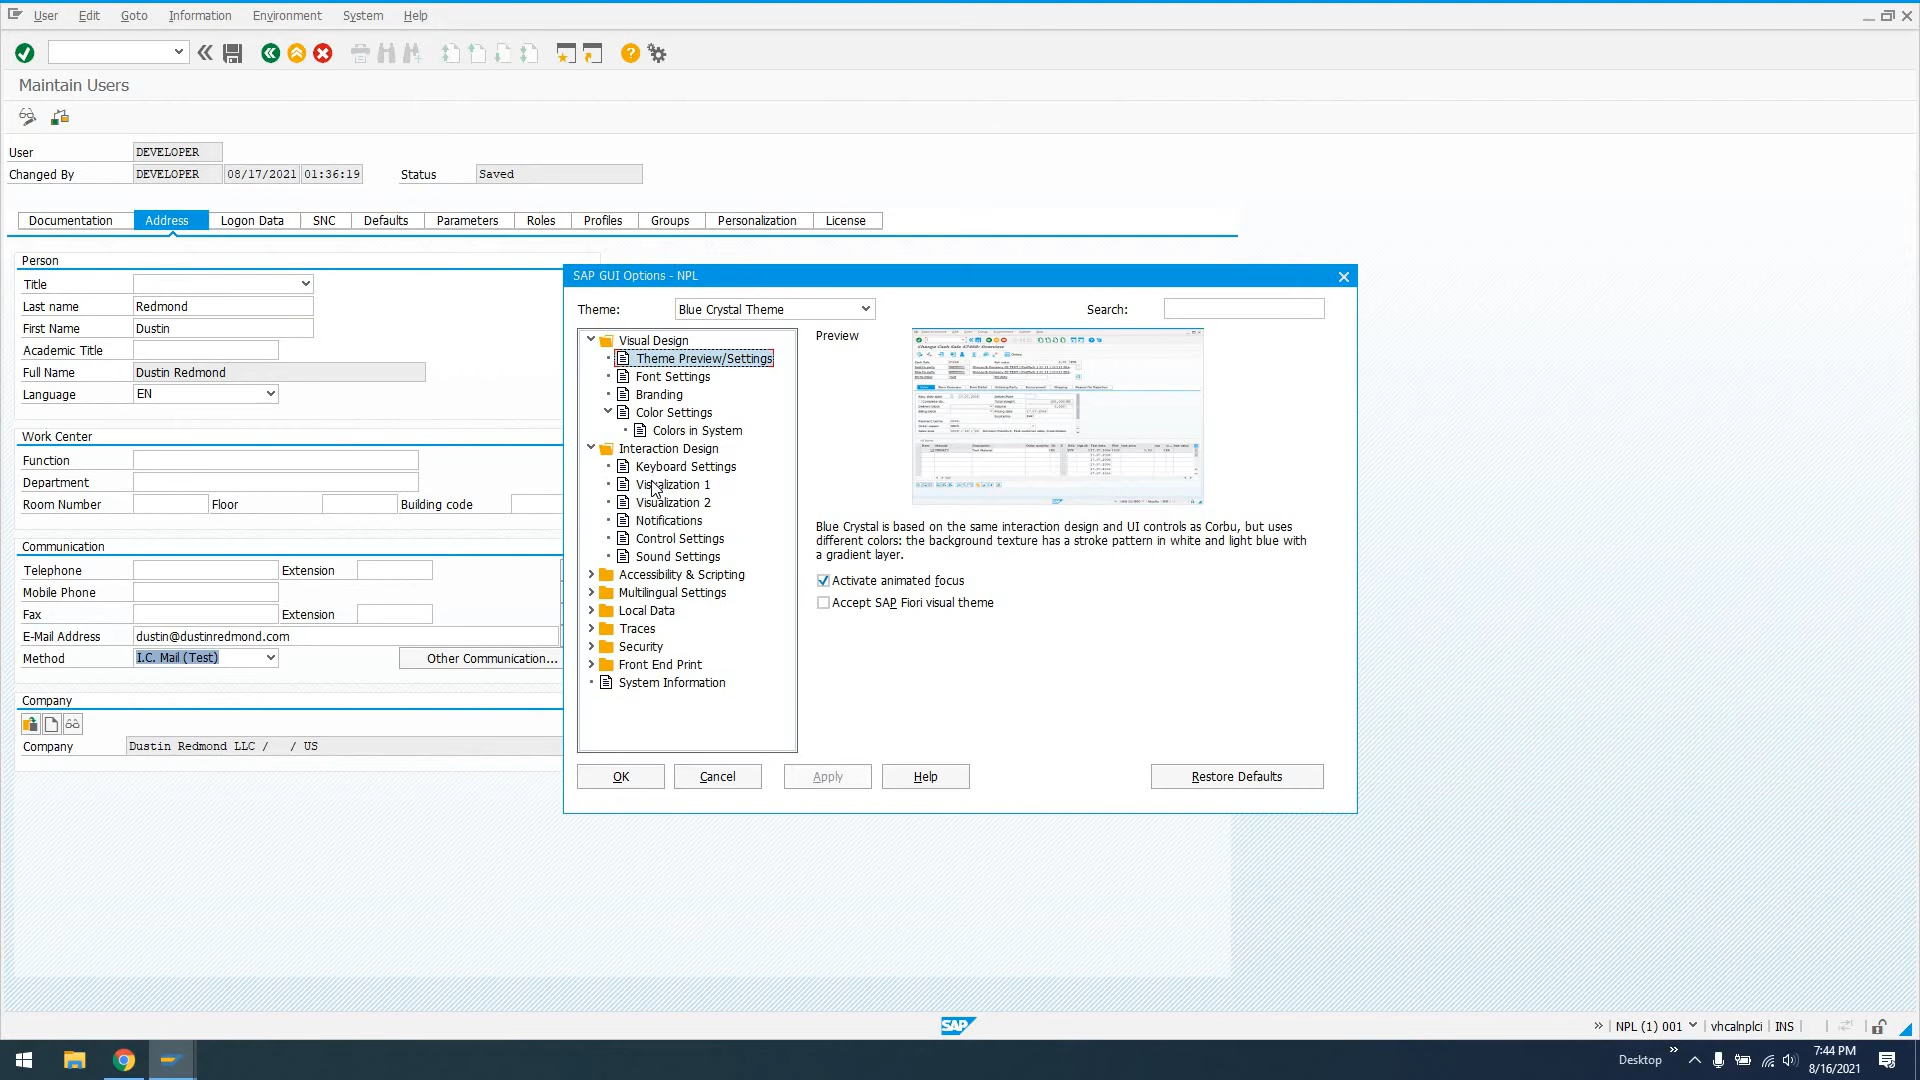 User Edit Goto Information Environment System Help
Maintain Users
User DEVELOPER
Changed By DEVELOPER 08/17/2021 01:36:19 Status Saved
Documentation Address Logon Data SNC Defaults Parameters Roles Profiles Groups Personalization License
Person
Title
Last name Redmond
First Name Dustin
Academic Title
Full Name Dustin Redmond
Language EN
Work Center
Function
Department
Room Number Floor Building code
Communication
Telephone Extension
Mobile Phone
Fax Extension
E-Mail Address dustin@dustinredmond.com
Method I.C. Mail (Test) Other Communication...
Company
Company Dustin Redmond LLC / / US
SAP GUI Options - NPL
Theme: Blue Crystal Theme Search:
Visual Design
Theme Preview/Settings
Font Settings
Branding
Color Settings
Colors in System
Interaction Design
Keyboard Settings
Visualization 1
Visualization 2
Notifications
Control Settings
Sound Settings
Accessibility & Scripting
Multilingual Settings
Local Data
Traces
Security
Front End Print
System Information
Preview
Blue Crystal is based on the same interaction design and UI controls as Corbu, but uses
different colors: the background texture has a stroke pattern in white and light blue with
a gradient layer.
Activate animated focus
Accept SAP Fiori visual theme
OK Cancel Apply Help Restore Defaults
SAP
NPL (1) 001 vhcalnplci INS
Desktop
7:44 PM
8/16/2021